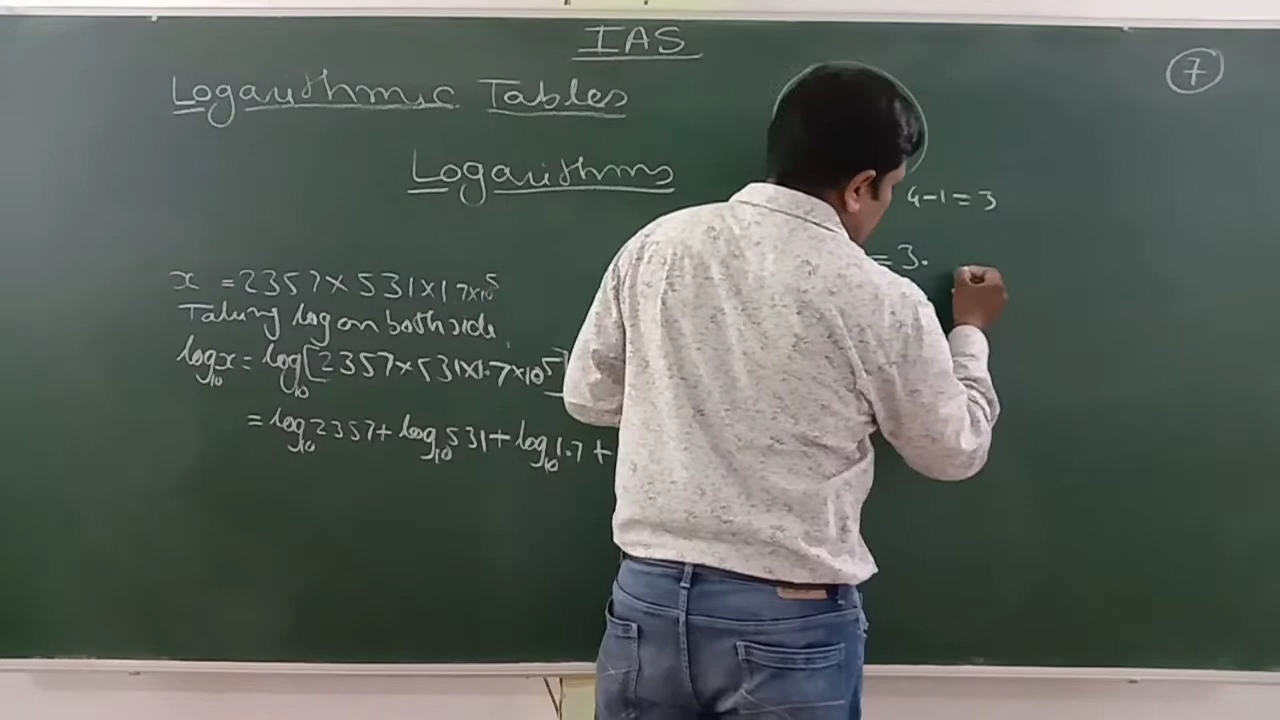 IAS
7
Logarithmic Tables
Logarithms
4-1=3
= 3.
x = 2357×531×1.7×10⁵
Taking log on both side,
log₁₀x = log₁₀[2357×531×1.7×10⁵]
= log₁₀2357+log₁₀531+log₁₀1.7+